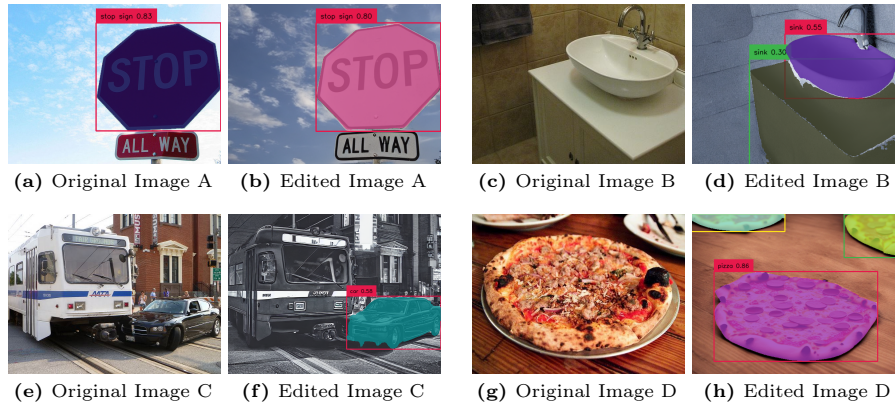 stop sign 0.83
STOP
ALL WAY
stop sign 0.80
STOP
ALL WAY
sink 0.55
sink 0.30
(a) Original Image A
(b) Edited Image A
(c) Original Image B
(d) Edited Image B
MTA
car 0.58
pizza 0.86
(e) Original Image C
(f) Edited Image C
(g) Original Image D
(h) Edited Image D